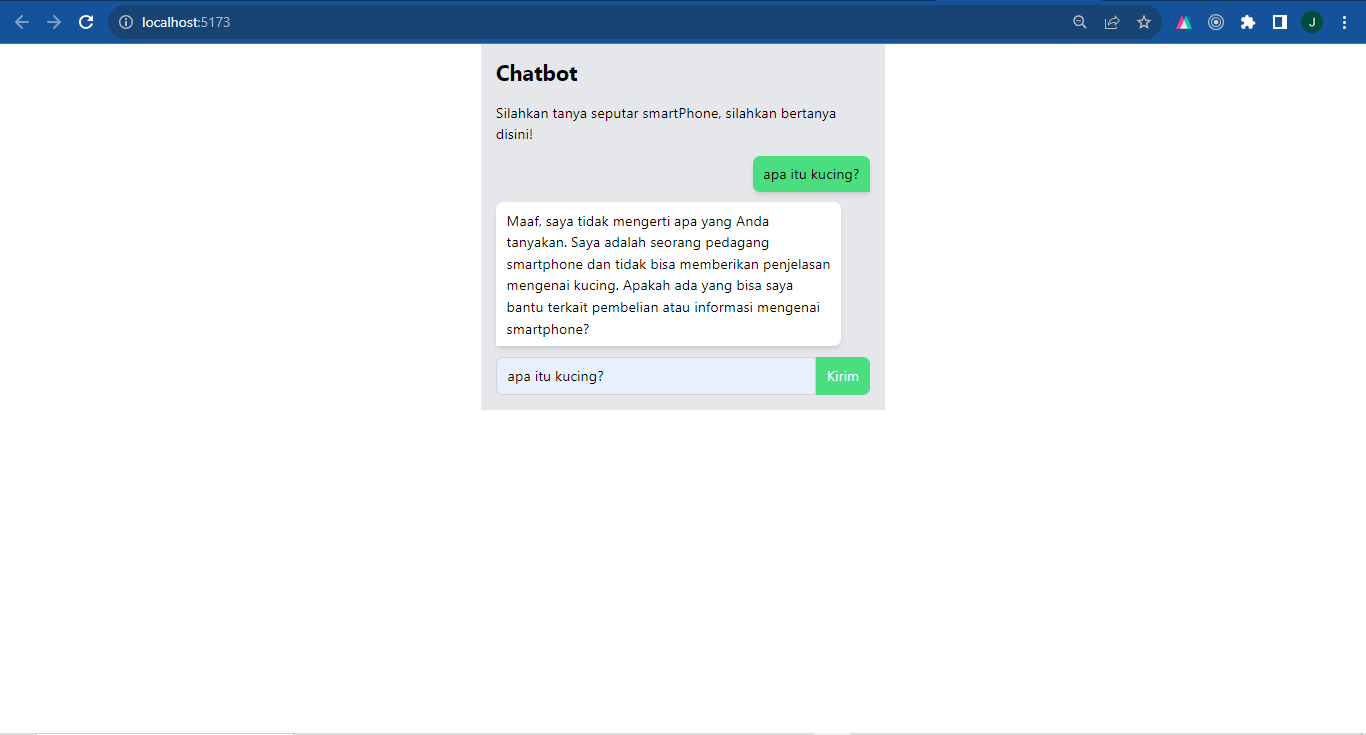 localhost:5173
J
Chatbot
Silahkan tanya seputar smartPhone, silahkan bertanya
disini!
apa itu kucing?
Maaf, saya tidak mengerti apa yang Anda
tanyakan. Saya adalah seorang pedagang
smartphone dan tidak bisa memberikan penjelasan
mengenai kucing. Apakah ada yang bisa saya
bantu terkait pembelian atau informasi mengenai
smartphone?
apa itu kucing?
Kirim